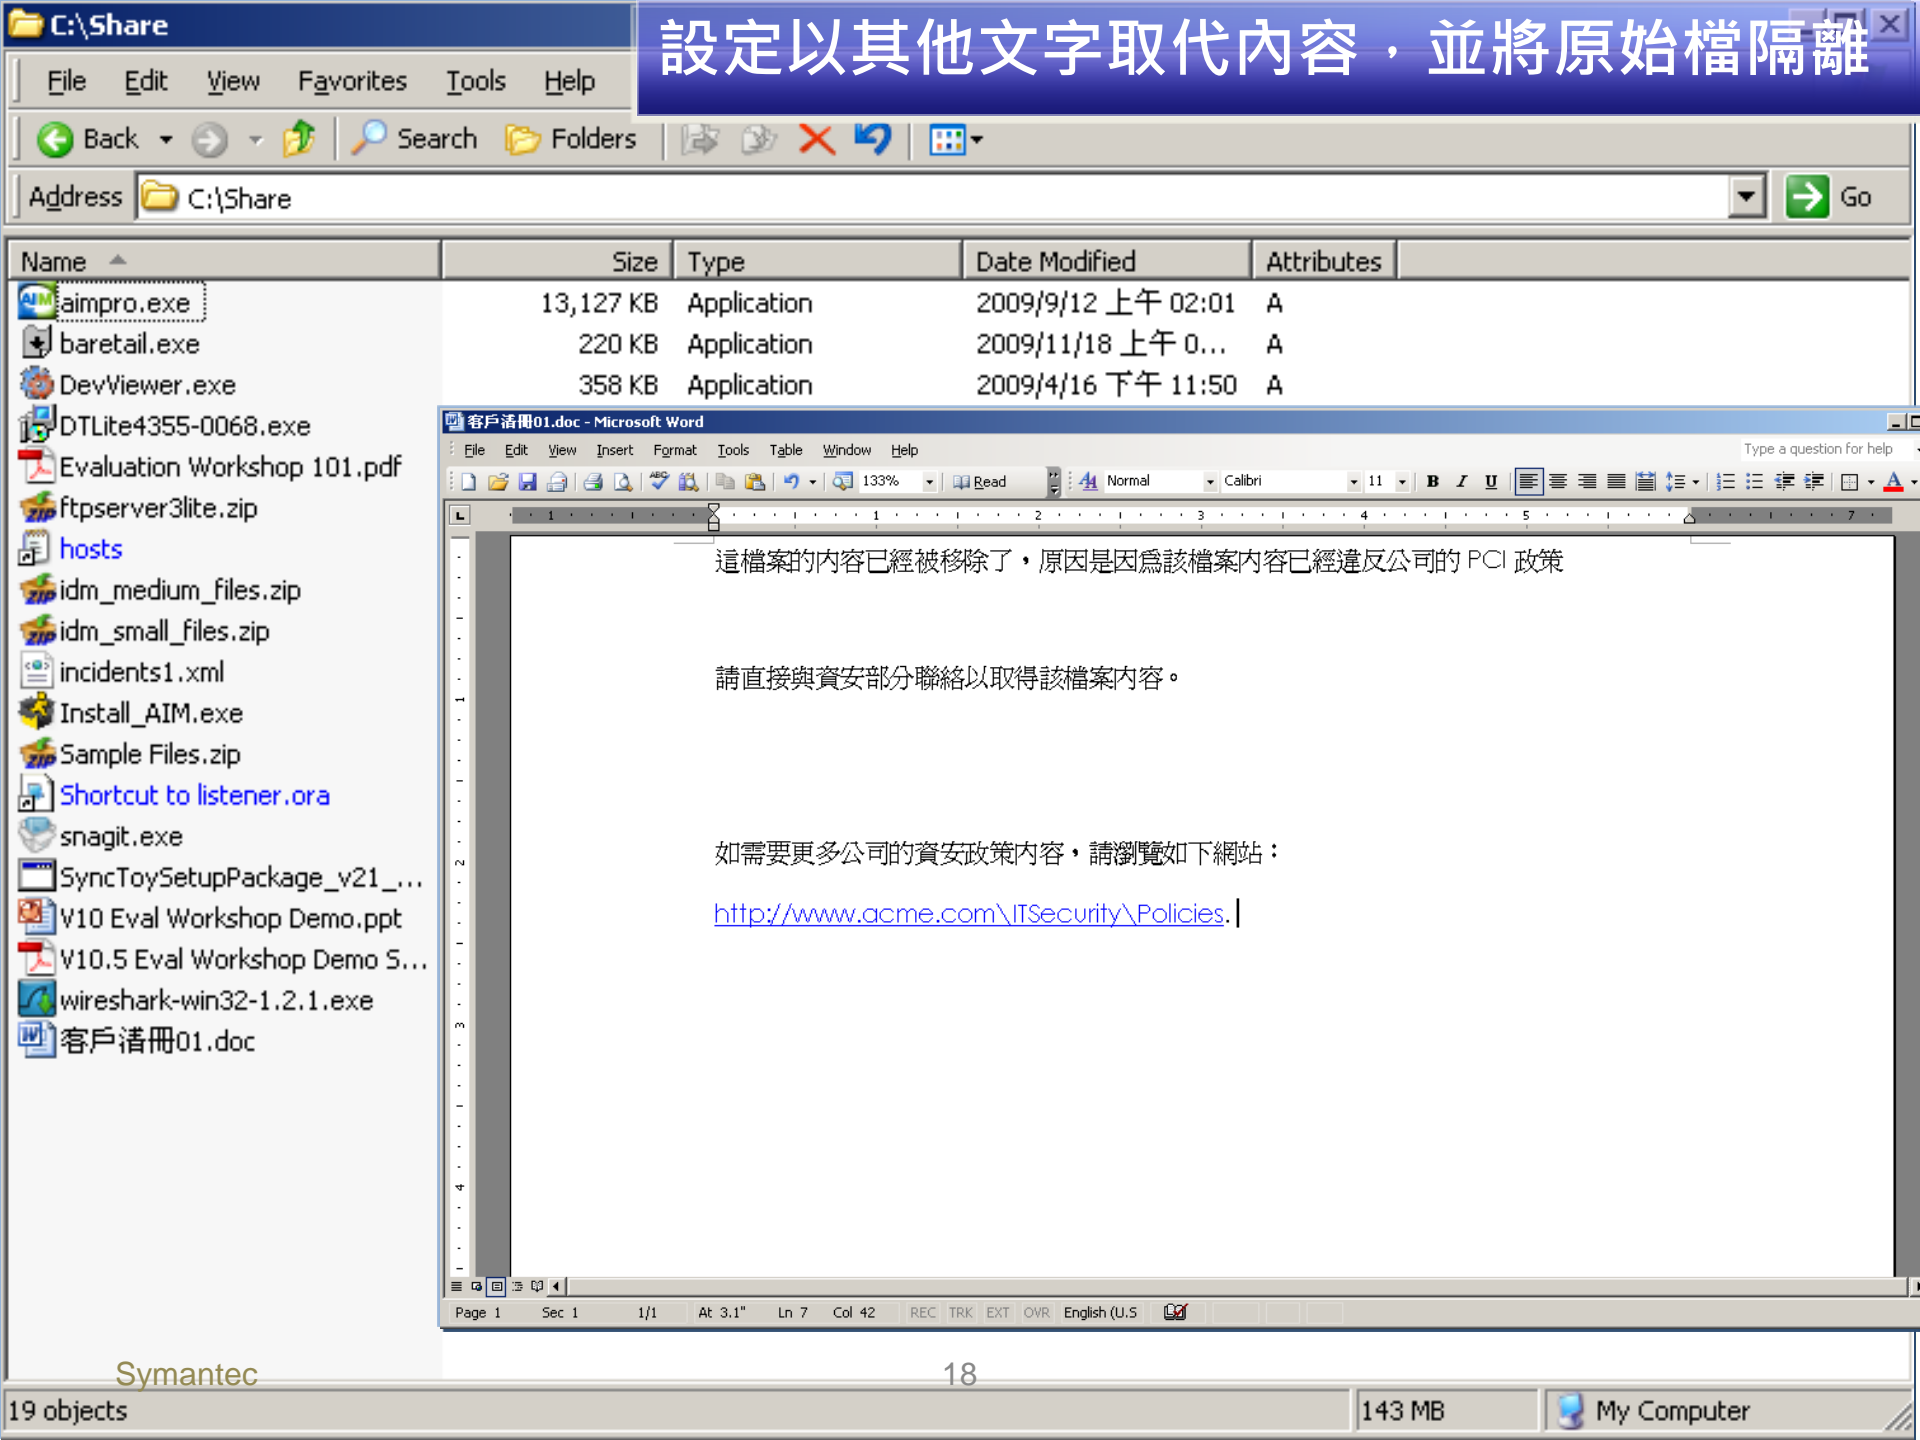 C:\Share
設定以其他文字取代內容，並將原始檔隔離
File Edit View Favorites Tools Help
Back Search Folders
Address C:\Share Go
Name Size Type Date Modified Attributes
aimpro.exe 13,127 KB Application 2009/9/12 上午 02:01 A
baretail.exe 220 KB Application 2009/11/18 上午 0... A
DevViewer.exe 358 KB Application 2009/4/16 下午 11:50 A
DTLite4355-0068.exe
Evaluation Workshop 101.pdf
ftpserver3lite.zip
hosts
idm_medium_files.zip
idm_small_files.zip
incidents1.xml
Install_AIM.exe
Sample Files.zip
Shortcut to listener.ora
snagit.exe
SyncToySetupPackage_v21_...
V10 Eval Workshop Demo.ppt
V10.5 Eval Workshop Demo S...
wireshark-win32-1.2.1.exe
客戶清冊01.doc
客戶清冊01.doc - Microsoft Word
File Edit View Insert Format Tools Table Window Help
Type a question for help
133% Read Normal Calibri 11 B I U
1 1 2 3 4 5 7
這檔案的內容已經被移除了，原因是因為該檔案內容已經違反公司的 PCI 政策
請直接與資安部分聯絡以取得該檔案內容。
如需要更多公司的資安政策內容，請瀏覽如下網站：
http://www.acme.com\ITSecurity\Policies.
1
2
3
4
Page 1 Sec 1 1/1 At 3.1" Ln 7 Col 42 REC TRK EXT OVR English (U.S
Symantec
18
19 objects 143 MB My Computer